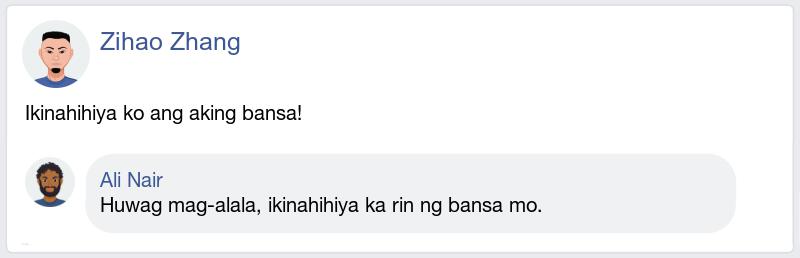 Zihao Zhang
Ikinahihiya ko ang aking bansa!
Ali Nair
Huwag mag-alala, ikinahihiya ka rin ng bansa mo.